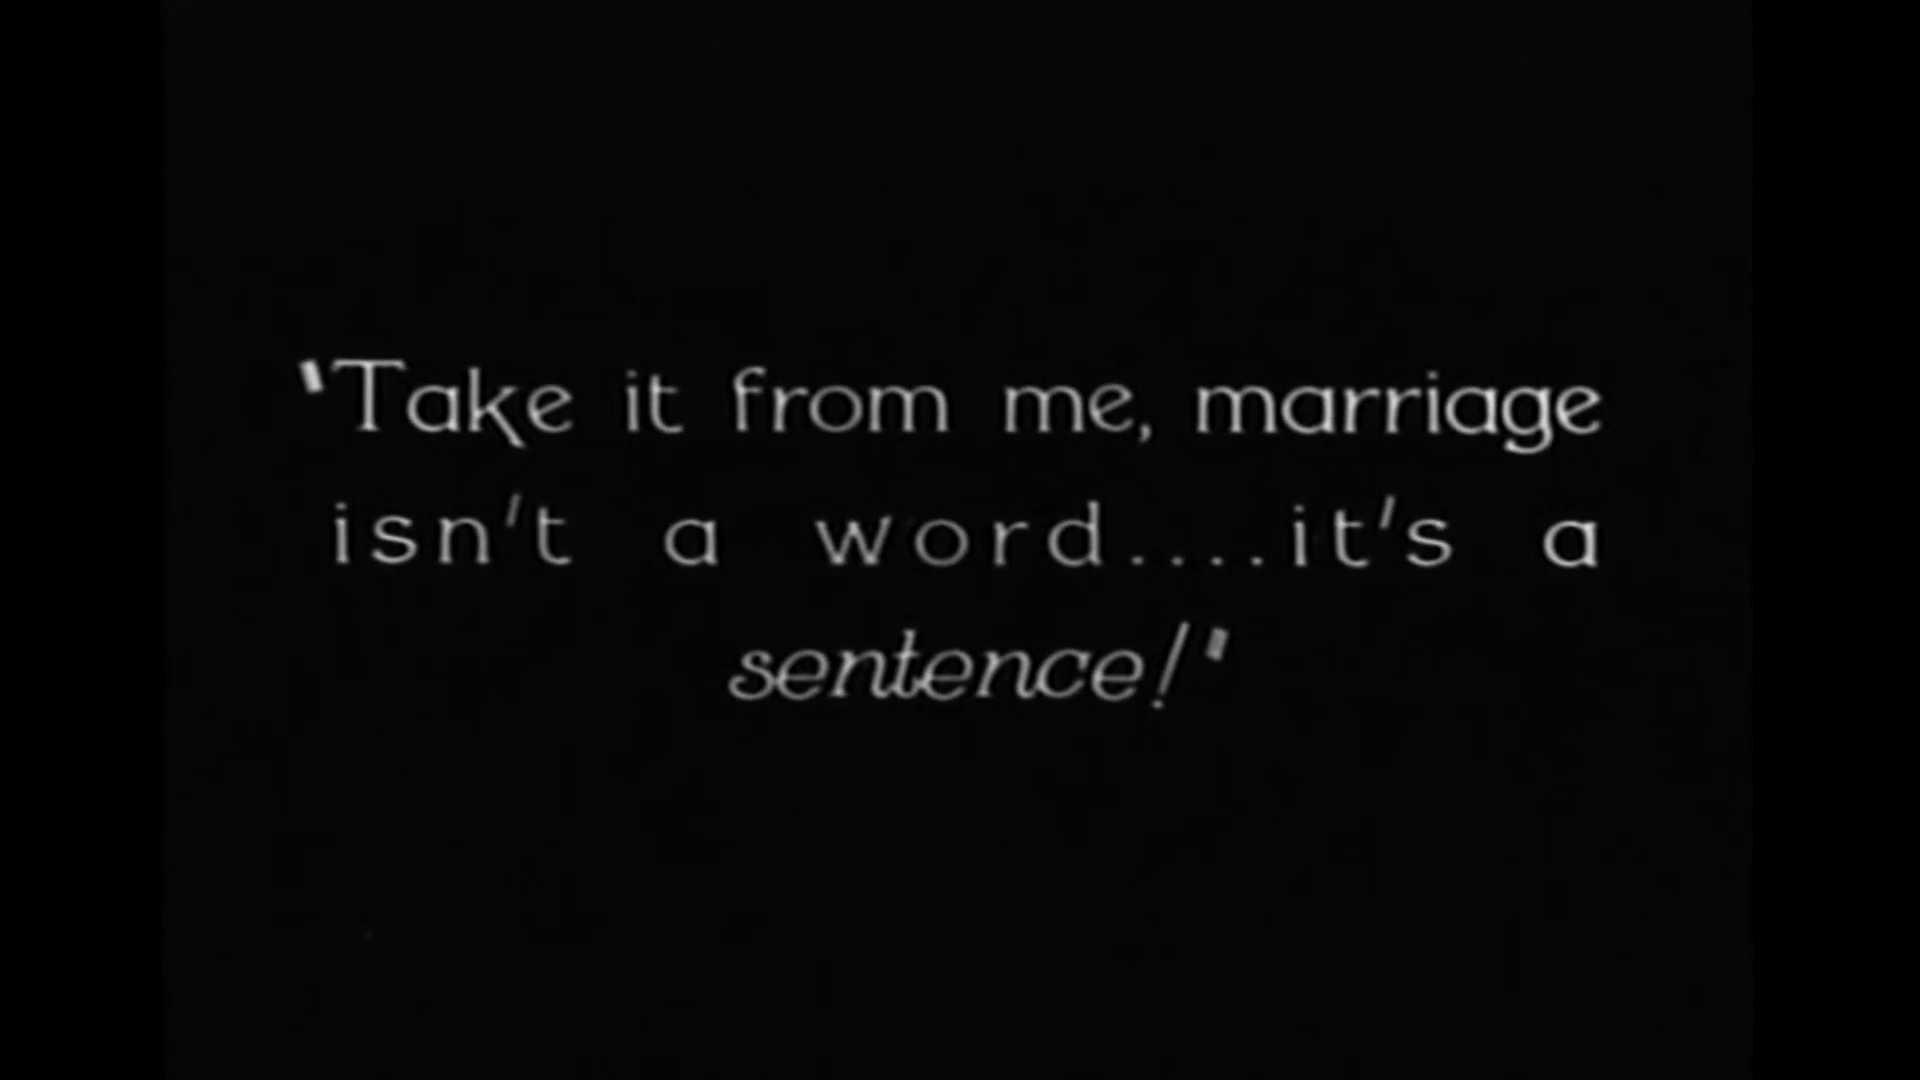 'Take it from me, marriage
isn't a word....it's a
sentence!'